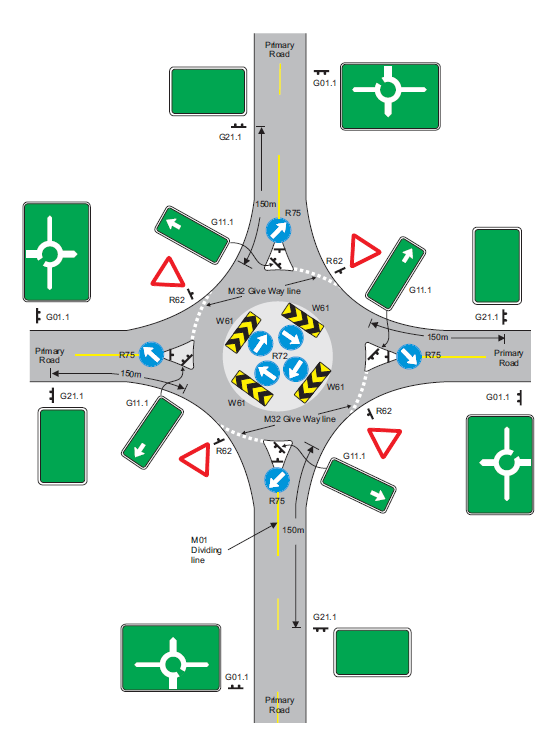 Primary
Road
G01.1
G21.1
150m
R75
G11.1
R62
M32 Give Way line
G11.1
W61
W61
G01.1
G21.1
Primary
Road
R75
R72
150m
R75
Primary
Road
150m
G21.1
G11.1
W61
W61
G01.1
R62
M32 Give Way line
R62
G11.1
R75
150m
M01
Dividing
line
G21.1
G01.1
Primary
Road